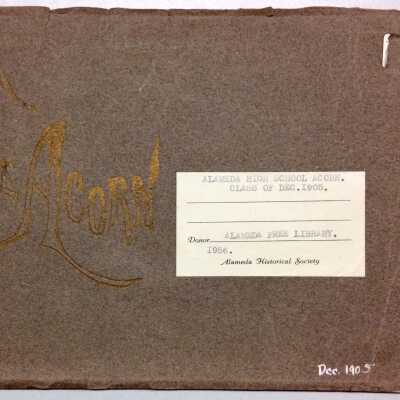 Acorn
ALAMEDA HIGH SCHOOL ACORN.
CLASS OF DEC.1905.
Donor ALAMEDA FREE LIBRARY.
1956.
Alameda Historical Society
Dec. 1905